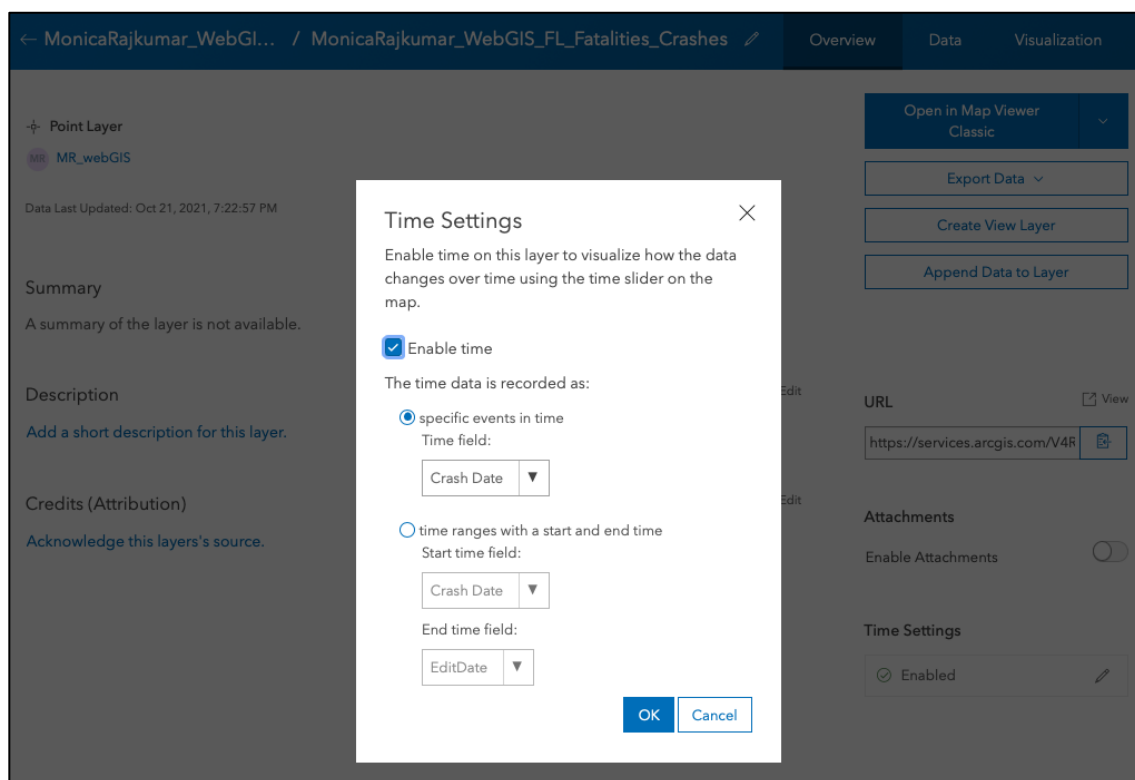 ← MonicaRajkumar_WebGI... / MonicaRajkumar_WebGIS_FL_Fatalities_Crashes Overview Data Visualization
Point Layer
MR MR_webGIS
Data Last Updated: Oct 21, 2021, 7:22:57 PM
Summary
A summary of the layer is not available.
Description
Add a short description for this layer.
Credits (Attribution)
Acknowledge this layers's source.
Time Settings
Enable time on this layer to visualize how the data
changes over time using the time slider on the
map.
Enable time
The time data is recorded as:
specific events in time
Time field:
Crash Date
time ranges with a start and end time
Start time field:
Crash Date
End time field:
EditDate
OK Cancel
Edit
Edit
Open in Map Viewer
Classic
Export Data
Create View Layer
Append Data to Layer
URL View
https://services.arcgis.com/V4R
Attachments
Enable Attachments
Time Settings
Enabled